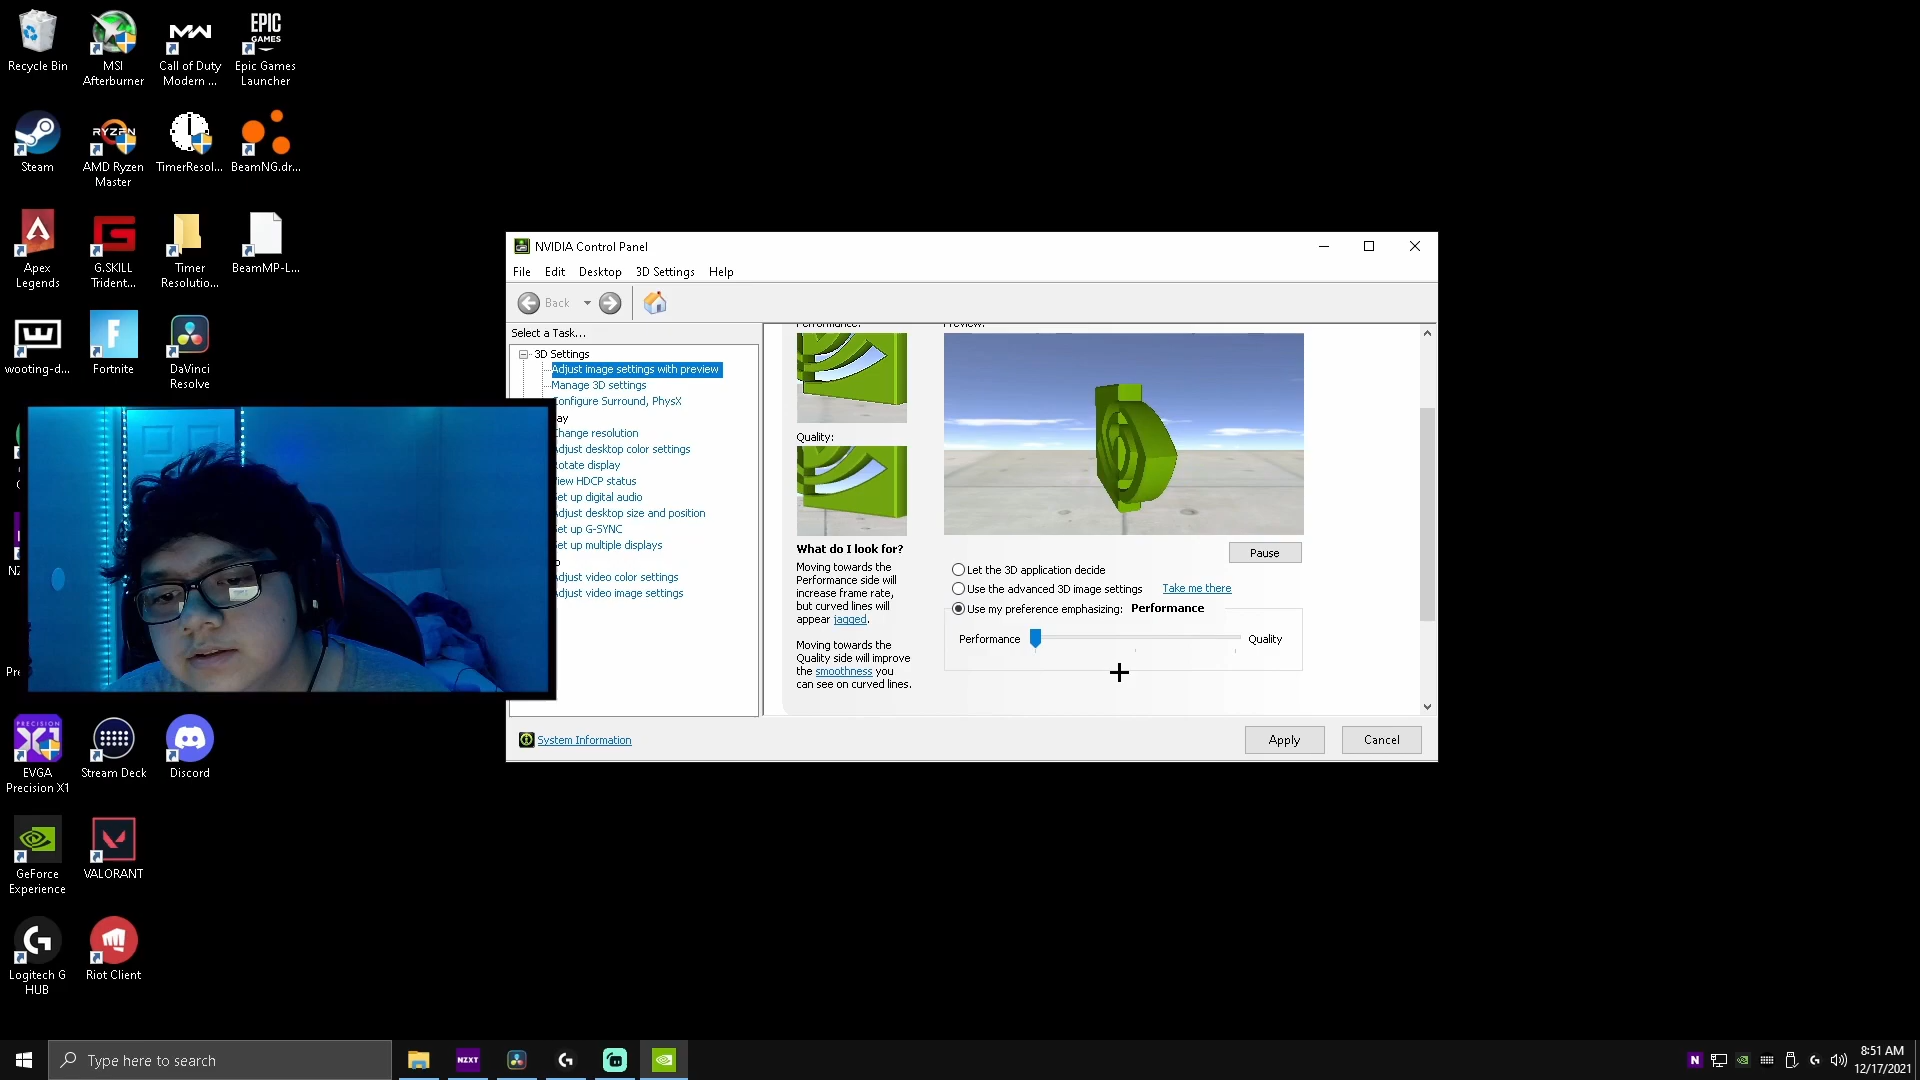 Recycle Bin
MSI
Afterburner
Call of Duty
Modern ...
EPIC
GAMES
Epic Games
Launcher
Steam
RYZEN
AMD Ryzen
Master
TimerResol...
BeamNG.dr...
Apex
Legends
G.SKILL
Trident...
Timer
Resolutio...
BeamMP-L...
wooting-d...
Fortnite
DaVinci
Resolve
PRECISION
X1
EVGA
Precision X1
Stream Deck
Discord
GeForce
Experience
VALORANT
Logitech G
HUB
Riot Client
NVIDIA Control Panel
File Edit Desktop 3D Settings Help
Back
Select a Task...
3D Settings
Adjust image settings with preview
Manage 3D settings
onfigure Surround, PhysX
ay
hange resolution
djust desktop color settings
otate display
iew HDCP status
et up digital audio
djust desktop size and position
et up G-SYNC
et up multiple displays
o
djust video color settings
djust video image settings
System Information
Performance:
Quality:
What do I look for?
Moving towards the
Performance side will
increase frame rate,
but curved lines will
appear jagged.
Moving towards the
Quality side will improve
the smoothness you
can see on curved lines.
Preview:
Pause
Let the 3D application decide
Use the advanced 3D image settings Take me there
Use my preference emphasizing: Performance
Performance Quality
Apply Cancel
Type here to search
NZXT
8:51 AM
12/17/2021